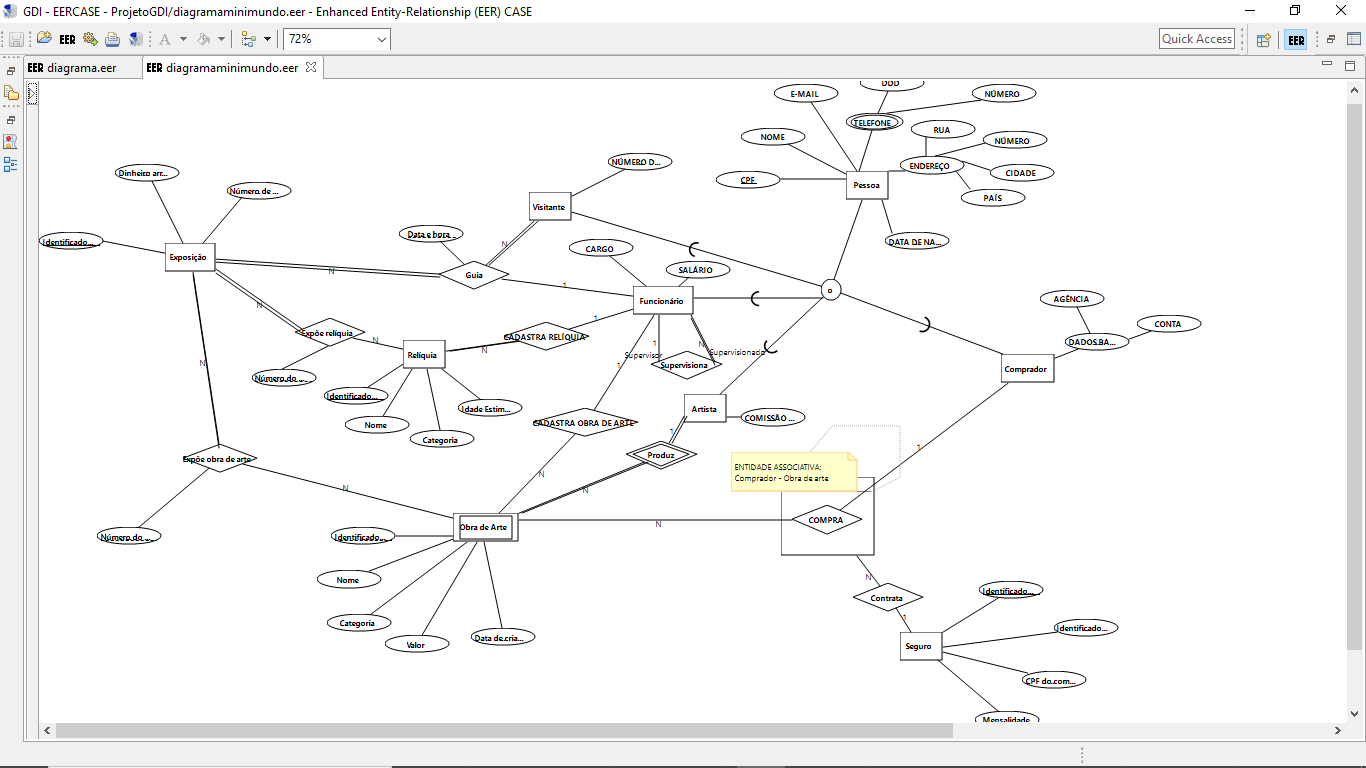 GDI - EERCASE - ProjetoGDI/diagramaminimundo.eer - Enhanced Entity-Relationship (EER) CASE
EER
A
72%
Quick Access
EER
EER diagrama.eer
EER diagramaminimundo.eer
DDD
E-MAIL
NÚMERO
TELEFONE
RUA
NOME
NÚMERO
ENDEREÇO
CIDADE
CPF
Pessoa
PAÍS
DATA DE NA...
NÚMERO D...
Visitante
Dinheiro arr...
Número de ...
Identificado...
Exposição
Data e hora
N
N
Guia
1
CARGO
SALÁRIO
Funcionário
o
N
Expõe relíquia
N
Relíquia
N
CADASTRA RELÍQUIA
1
1
N
Supervisor
Supervisionado
Supervisiona
AGÊNCIA
CONTA
DADOS BA...
Comprador
N
Número do ...
Identificado...
Nome
Categoria
Idade Estim...
1
CADASTRA OBRA DE ARTE
N
Artista
COMISSÃO ...
1
Produz
N
1
ENTIDADE ASSOCIATIVA:
Comprador - Obra de arte
Expõe obra de arte
N
Número do ...
Obra de Arte
N
COMPRA
Identificado...
Nome
Categoria
Valor
Data de cria...
N
Contrata
1
Seguro
Identificado...
Identificado...
CPF do com...
Mensalidade